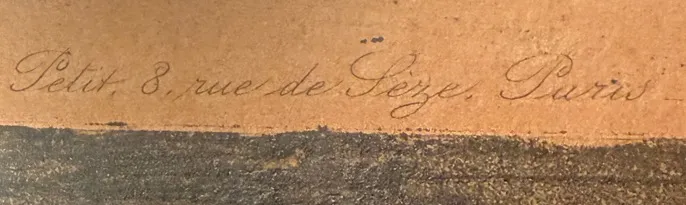 Petit, 8, rue de Sèze, Paris